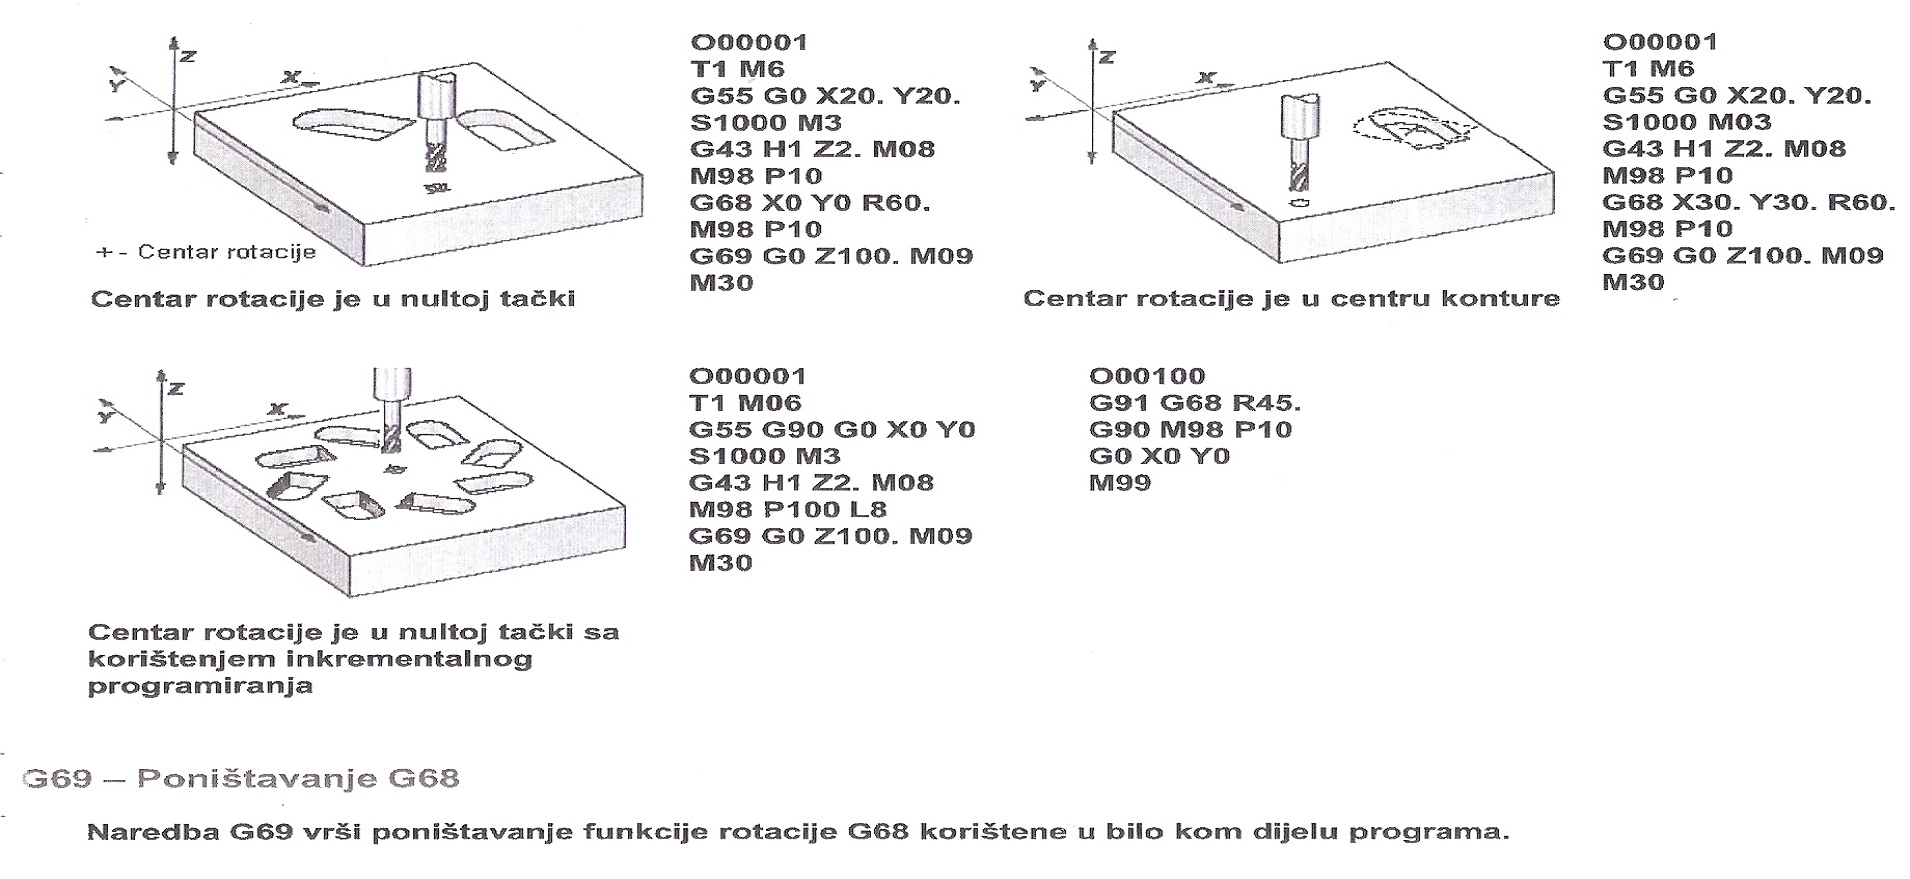 Z
Y
X
+- Centar rotacije
Centar rotacije je u nultoj tački
O00001
T1 M6
G55 G0 X20. Y20.
S1000 M3
G43 H1 Z2. M08
M98 P10
G68 X0 Y0 R60.
M98 P10
G69 G0 Z100. M09
M30
Z
Y
X
Centar rotacije je u centru konture
O00001
T1 M6
G55 G0 X20. Y20.
S1000 M03
G43 H1 Z2. M08
M98 P10
G68 X30. Y30. R60.
M98 P10
G69 G0 Z100. M09
M30
Z
Y
X
Centar rotacije je u nultoj tački sa
korištenjem inkrementalnog
programiranja
O00001
T1 M06
G55 G90 G0 X0 Y0
S1000 M3
G43 H1 Z2. M08
M98 P100 L8
G69 G0 Z100. M09
M30
O00100
G91 G68 R45.
G90 M98 P10
G0 X0 Y0
M99
G69 – Poništavanje G68
Naredba G69 vrši poništavanje funkcije rotacije G68 korištene u bilo kom dijelu programa.